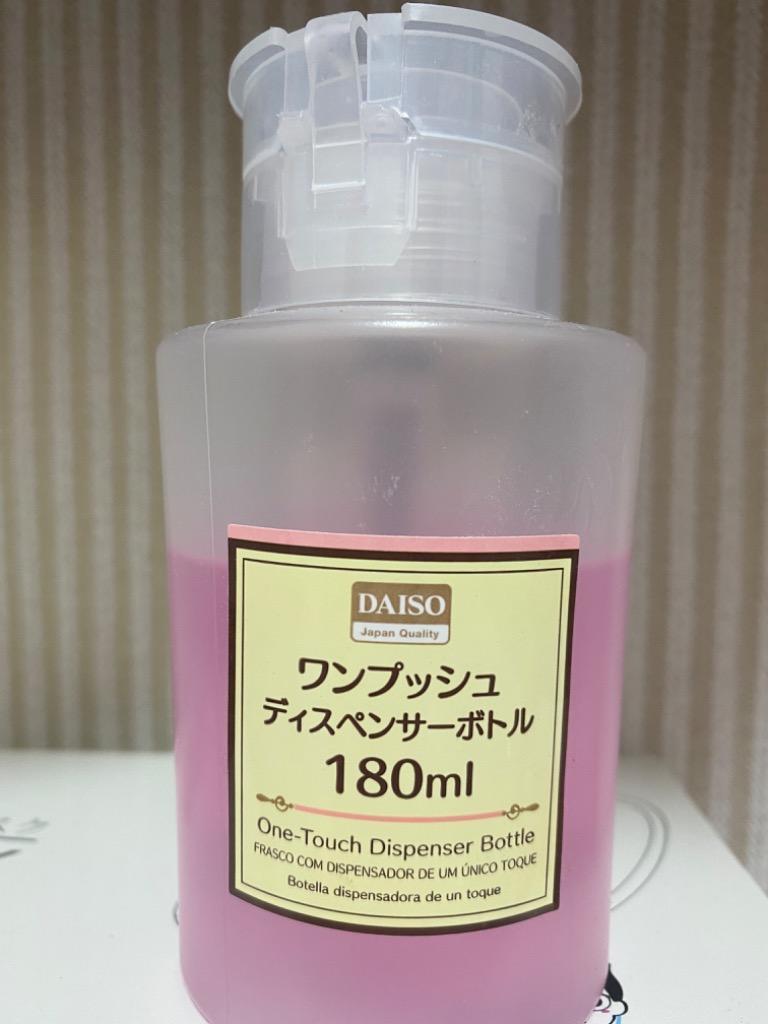 DAISO
Japan Quality
ワンプッシュ
ディスペンサーボトル
180ml
One-Touch Dispenser Bottle
FRASCO COM DISPENSADOR DE UM ÚNICO TOQUE
Botella dispensadora de un toque